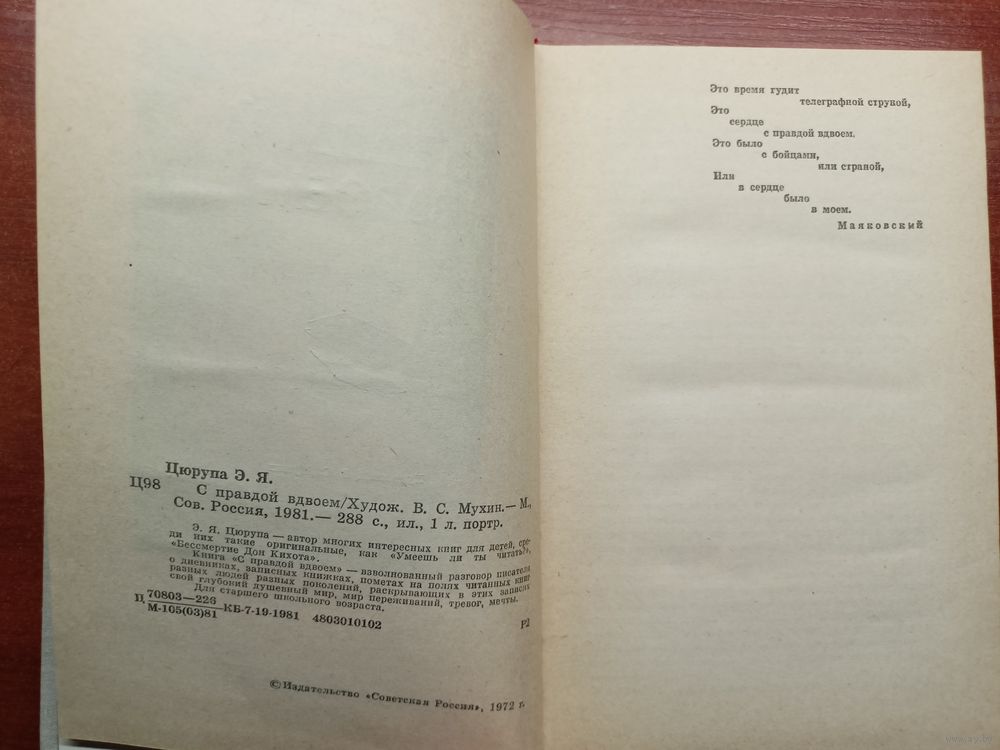 Цюрупа Э. Я.
Ц98
С правдой вдвоем/Худож. В. С. Мухин.— М.,
Сов. Россия, 1981.— 288 с., ил., 1 л. портр.
Э. Я. Цюрупа — автор многих интересных книг для детей, сре-
ди них такие оригинальные, как «Умеешь ли ты читать?»,
«Бессмертие Дон Кихота».
Книга «С правдой вдвоем» — взволнованный разговор писателя
о дневниках, записных книжках, пометах на полях читанных книг
разных людей разных поколений, раскрывающих в этих записях
свой глубокий душевный мир, мир переживаний, тревог, мечты.
Для старшего школьного возраста.
Ц 70803—226
М-105(03)81 КБ-7-19-1981 4803010102
Р2
© Издательство «Советская Россия», 1972 г.
Это время гудит
телеграфной струной,
Это
сердце
с правдой вдвоем.
Это было
с бойцами,
или страной,
Или
в сердце
было
в моем.
Маяковский